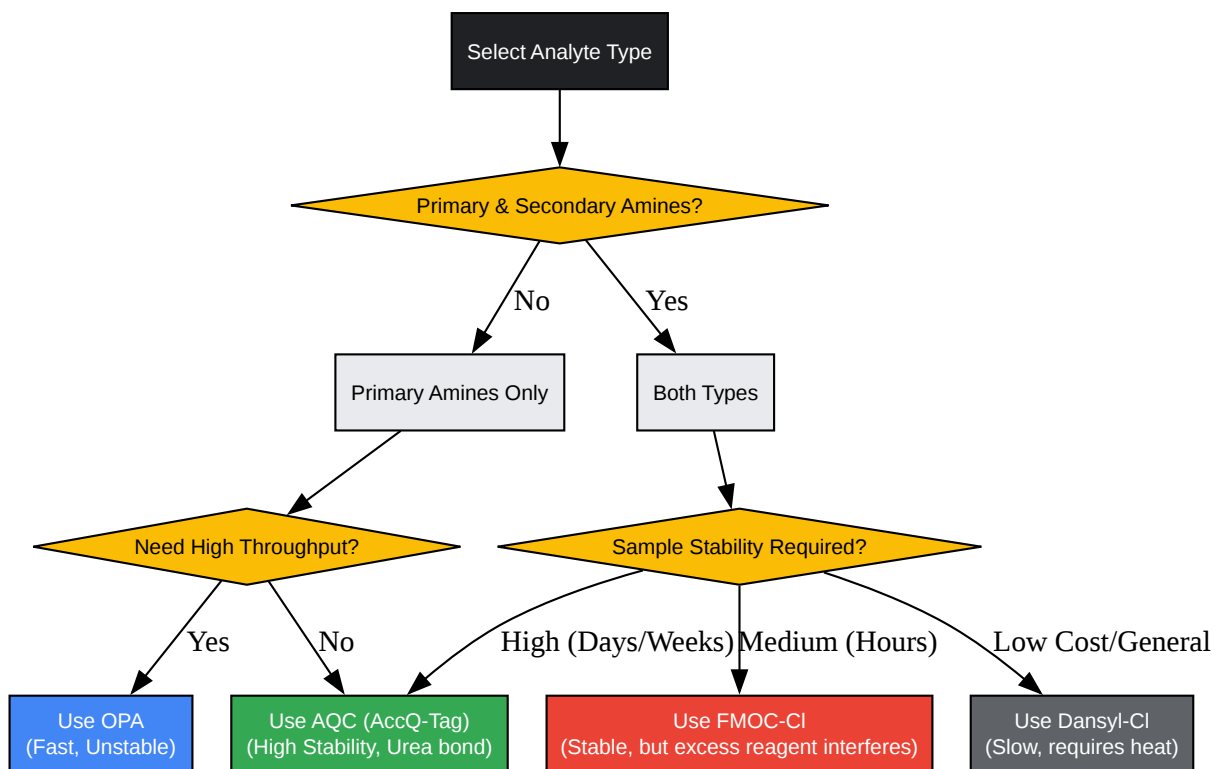 Select Analyte Type
Primary & Secondary Amines?
No
Yes
Primary Amines Only
Both Types
Need High Throughput?
Sample Stability Required?
Yes
No
High (Days/Weeks)
Medium (Hours)
Low Cost/General
Use OPA
(Fast, Unstable)
Use AQC (AccQ-Tag)
(High Stability, Urea bond)
Use FMOC-Cl
(Stable, but excess reagent interferes)
Use Dansyl-Cl
(Slow, requires heat)